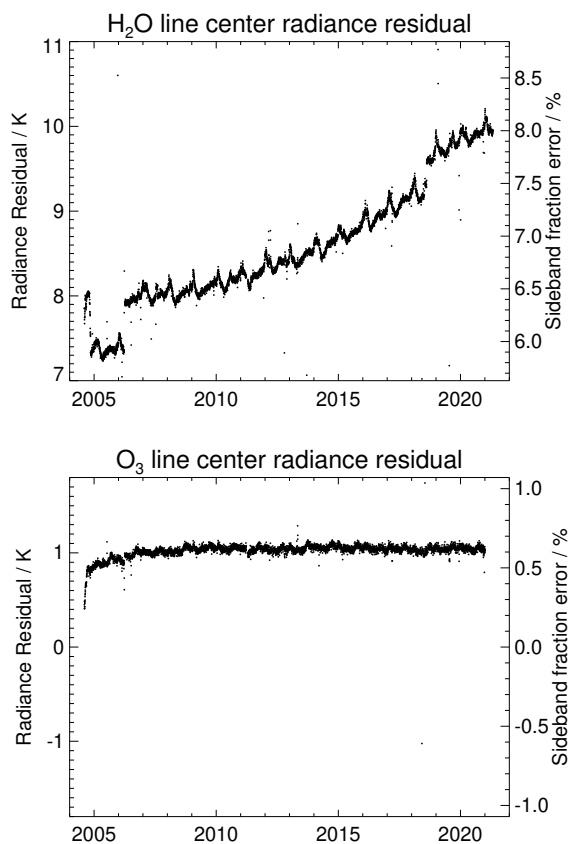 H₂O line center radiance residual
Radiance Residual / K
11
10
9
8
7
8.5
8.0
7.5
7.0
6.5
6.0
Sideband fraction error / %
2005 2010 2015 2020
O₃ line center radiance residual
Radiance Residual / K
1
0
-1
1.0
0.5
0.0
-0.5
-1.0
Sideband fraction error / %
2005 2010 2015 2020